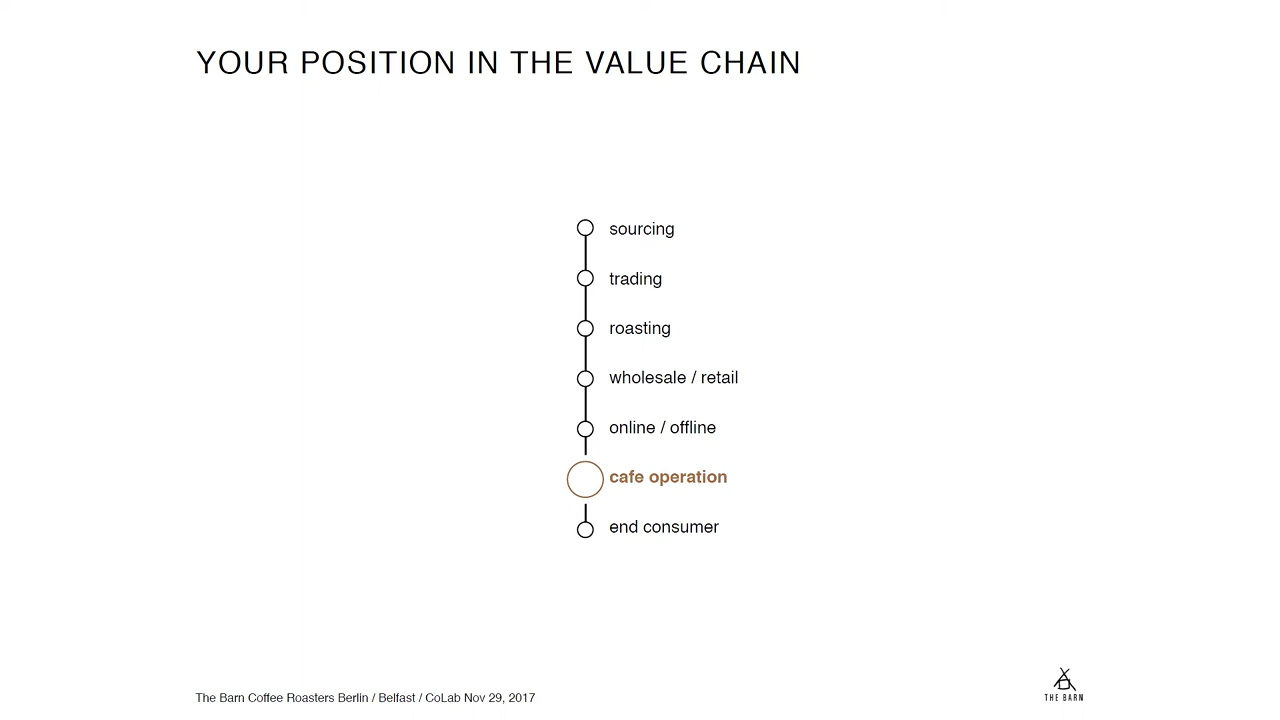 YOUR POSITION IN THE VALUE CHAIN
sourcing
trading
roasting
wholesale / retail
online / offline
cafe operation
end consumer
The Barn Coffee Roasters Berlin / Belfast / CoLab Nov 29, 2017
THE BARN